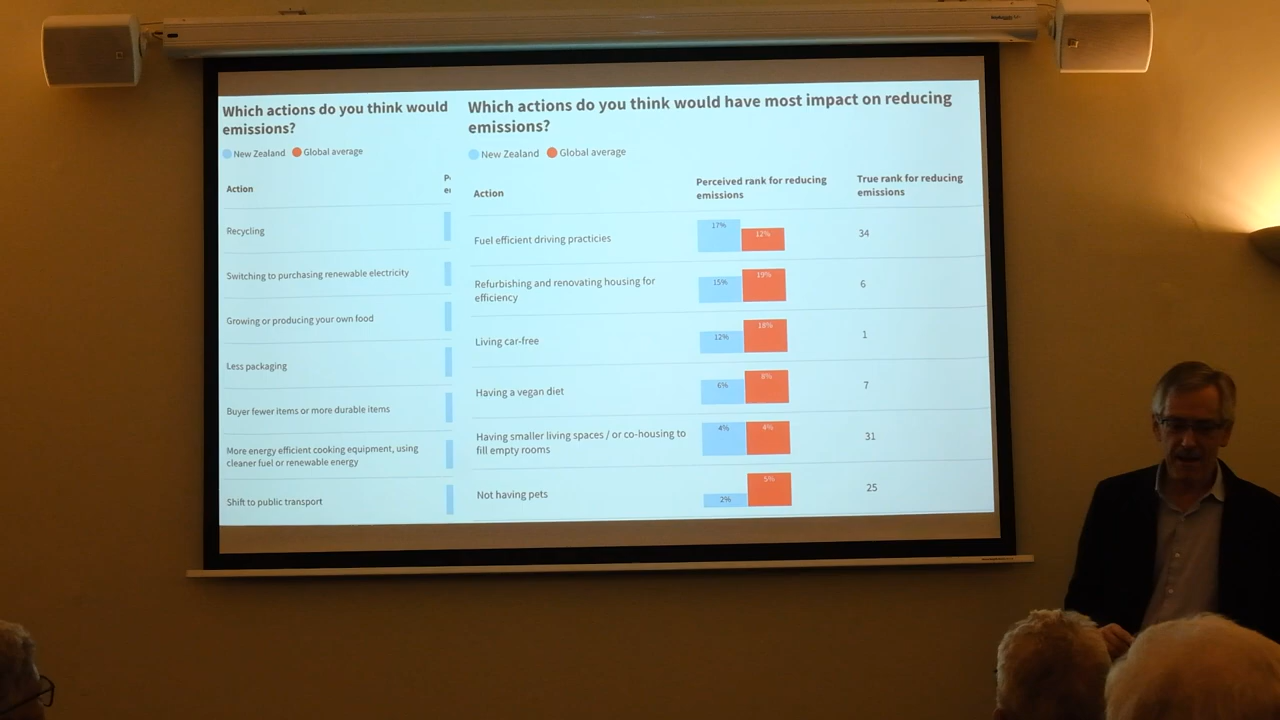 Which actions do you think would
emissions?
New Zealand Global average
Action
Recycling
Switching to purchasing renewable electricity
Growing or producing your own food
Less packaging
Buyer fewer items or more durable items
More energy efficient cooking equipment, using
cleaner fuel or renewable energy
Shift to public transport
Which actions do you think would have most impact on reducing
emissions?
New Zealand Global average
Action
Perceived rank for reducing
emissions
True rank for reducing
emissions
Fuel efficient driving practicies
17% 12% 34
Refurbishing and renovating housing for
efficiency
15% 19% 6
Living car-free
12% 18% 1
Having a vegan diet
6% 8% 7
Having smaller living spaces / or co-housing to
fill empty rooms
4% 4% 31
Not having pets
2% 5% 25